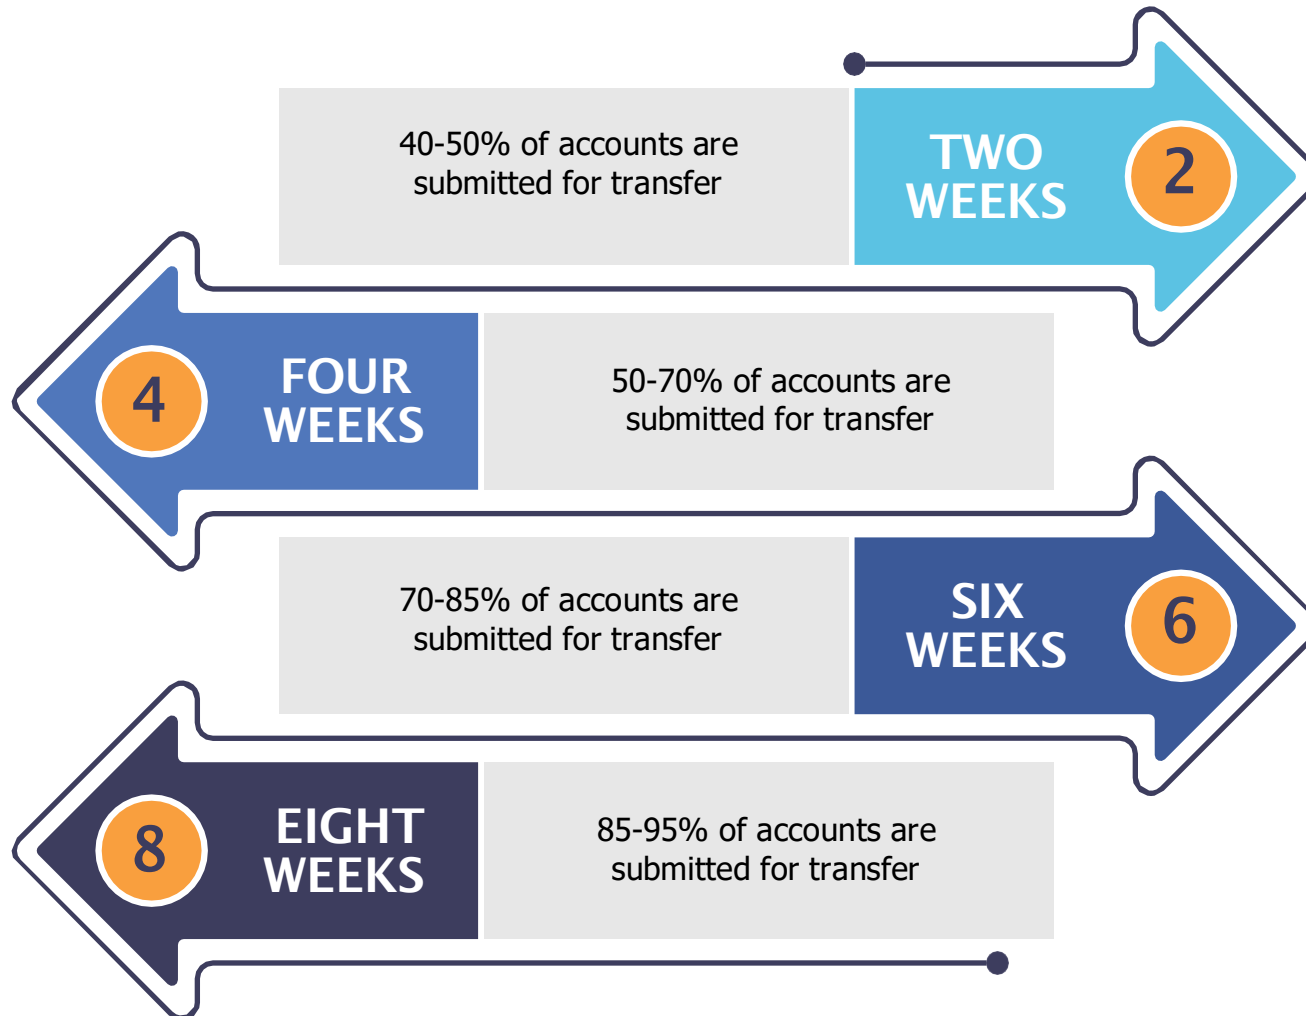 40-50% of accounts are
submitted for transfer
TWO
WEEKS
2
4
FOUR
WEEKS
50-70% of accounts are
submitted for transfer
70-85% of accounts are
submitted for transfer
SIX
WEEKS
6
8
EIGHT
WEEKS
85-95% of accounts are
submitted for transfer